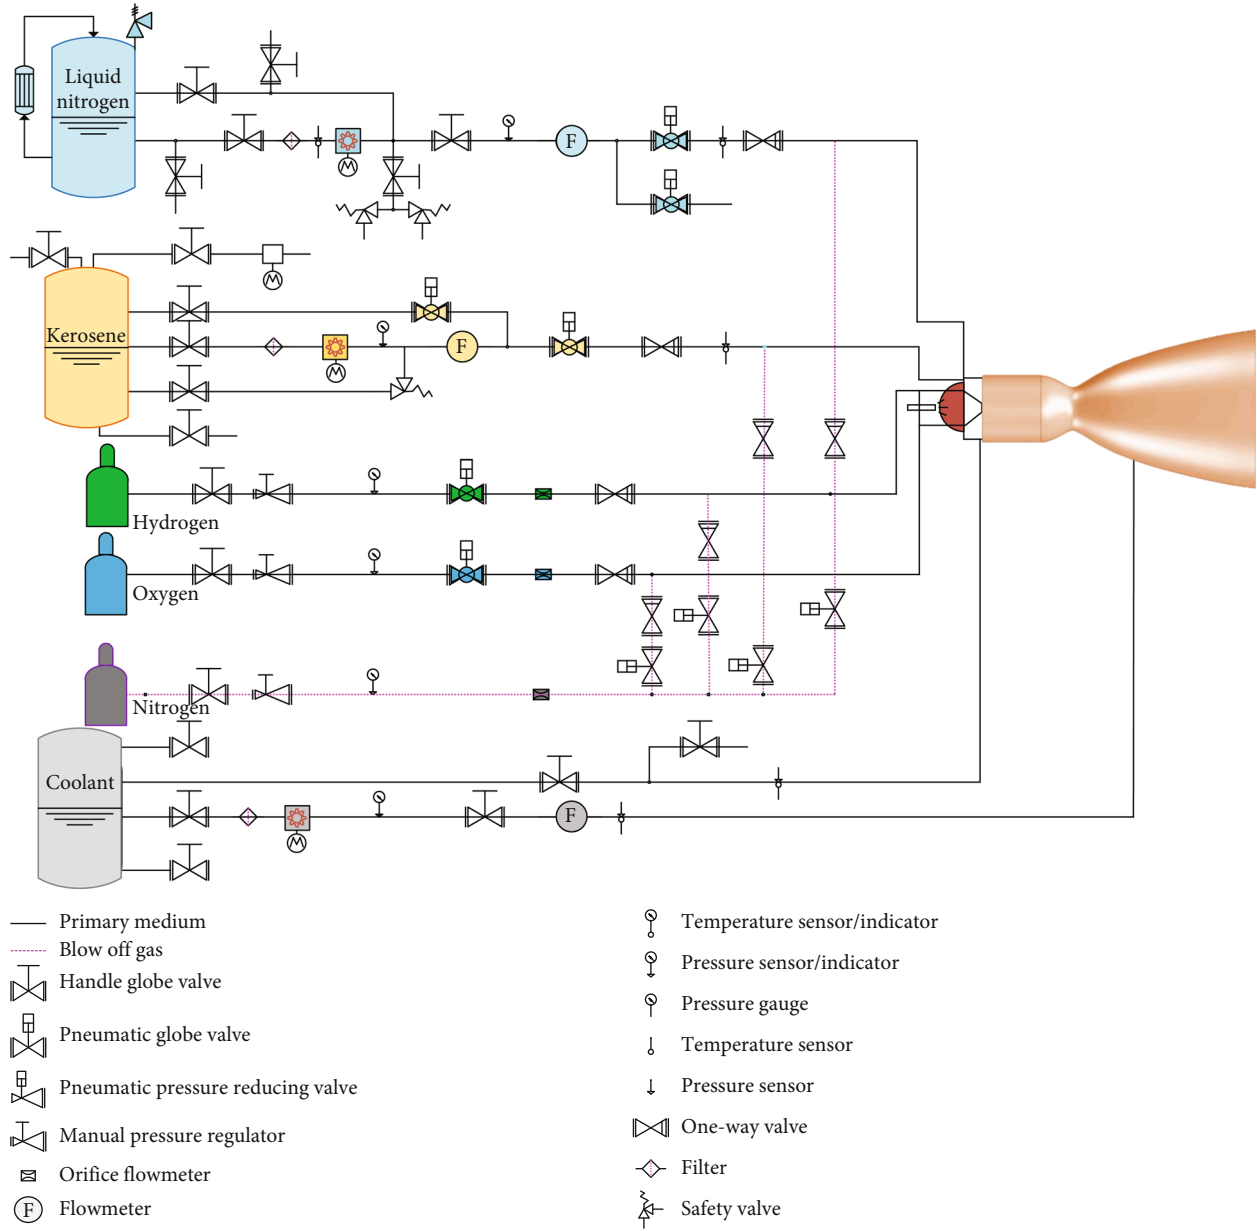 Liquid
nitrogen
M
F
M
Kerosene
M
F
Hydrogen
Oxygen
Nitrogen
Coolant
M
F
Primary medium
Blow off gas
Handle globe valve
Pneumatic globe valve
Pneumatic pressure reducing valve
Manual pressure regulator
Orifice flowmeter
F Flowmeter
Temperature sensor/indicator
Pressure sensor/indicator
Pressure gauge
Temperature sensor
Pressure sensor
One-way valve
Filter
Safety valve